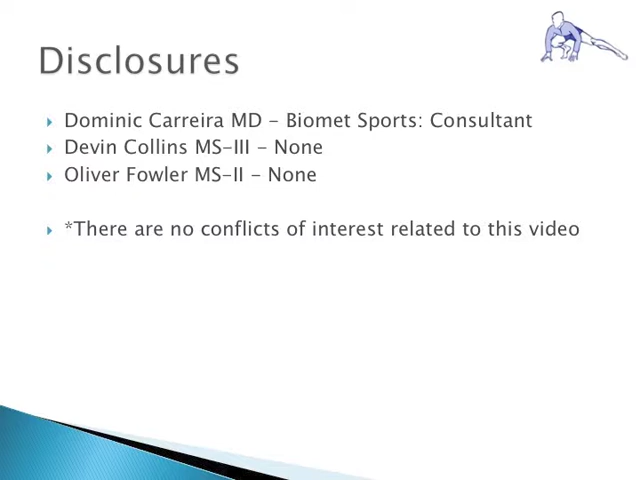 Disclosures
Dominic Carreira MD - Biomet Sports: Consultant
Devin Collins MS-III - None
Oliver Fowler MS-II - None
*There are no conflicts of interest related to this video